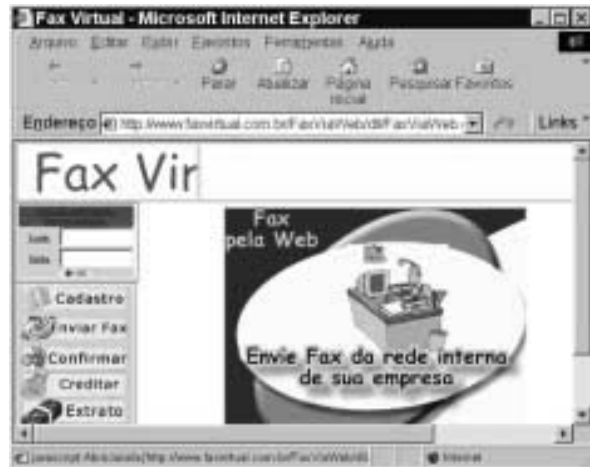 Fax Virtual - Microsoft Internet Explorer
Arquivo Editar Exibir Favoritos Ferramentas Ajuda
Parar Atualizar Página inicial Pesquisar Favoritos
Endereço Links
Fax Vir
Fax
pela Web
Cadastro
Enviar Fax
Confirmar
Creditar
Extrato
Envie Fax da rede interna
de sua empresa
Internet